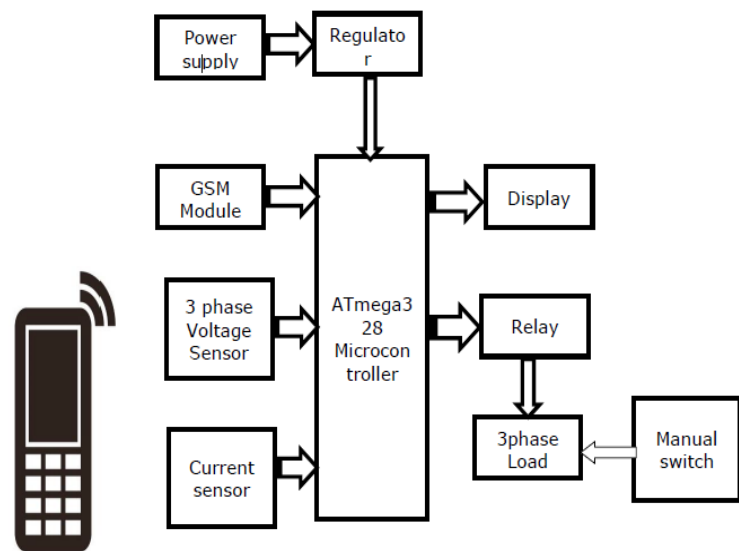 Power
supply
Regulato
r
GSM
Module
Display
3 phase
Voltage
Sensor
ATmega3
28
Microcon
troller
Relay
Current
sensor
3phase
Load
Manual
switch